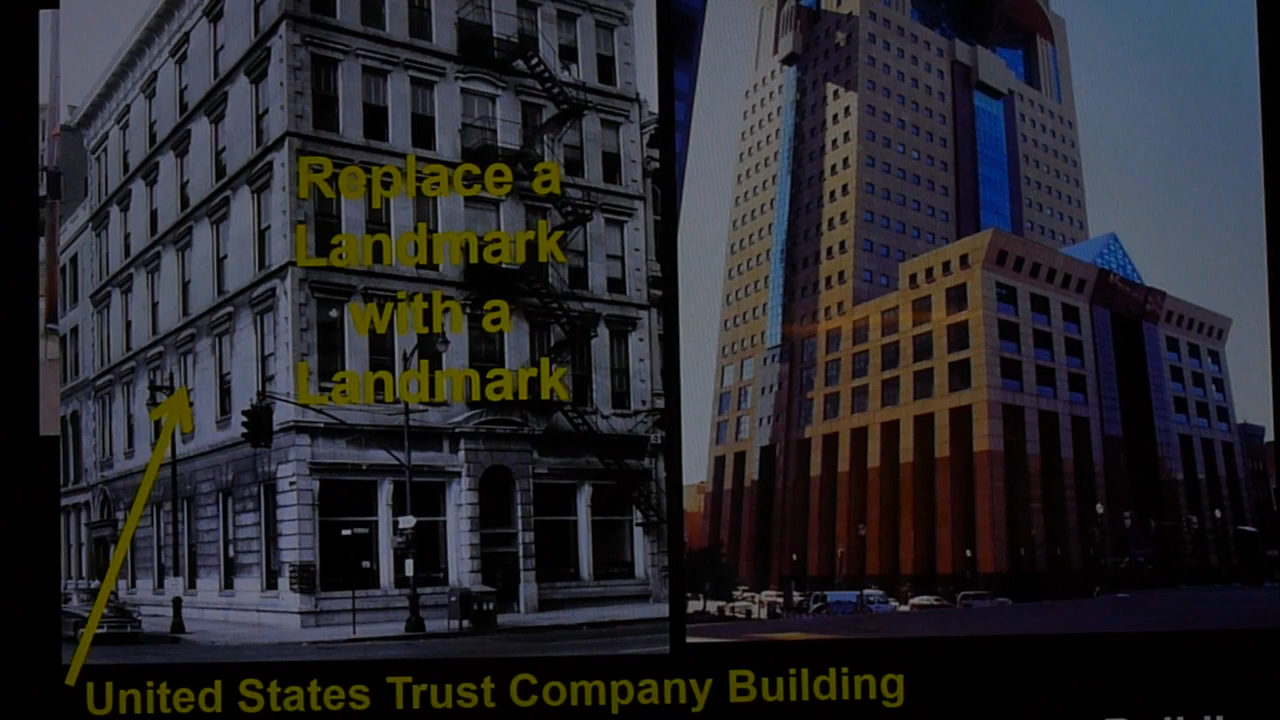 Replace a
Landmark
with a
Landmark
United States Trust Company Building